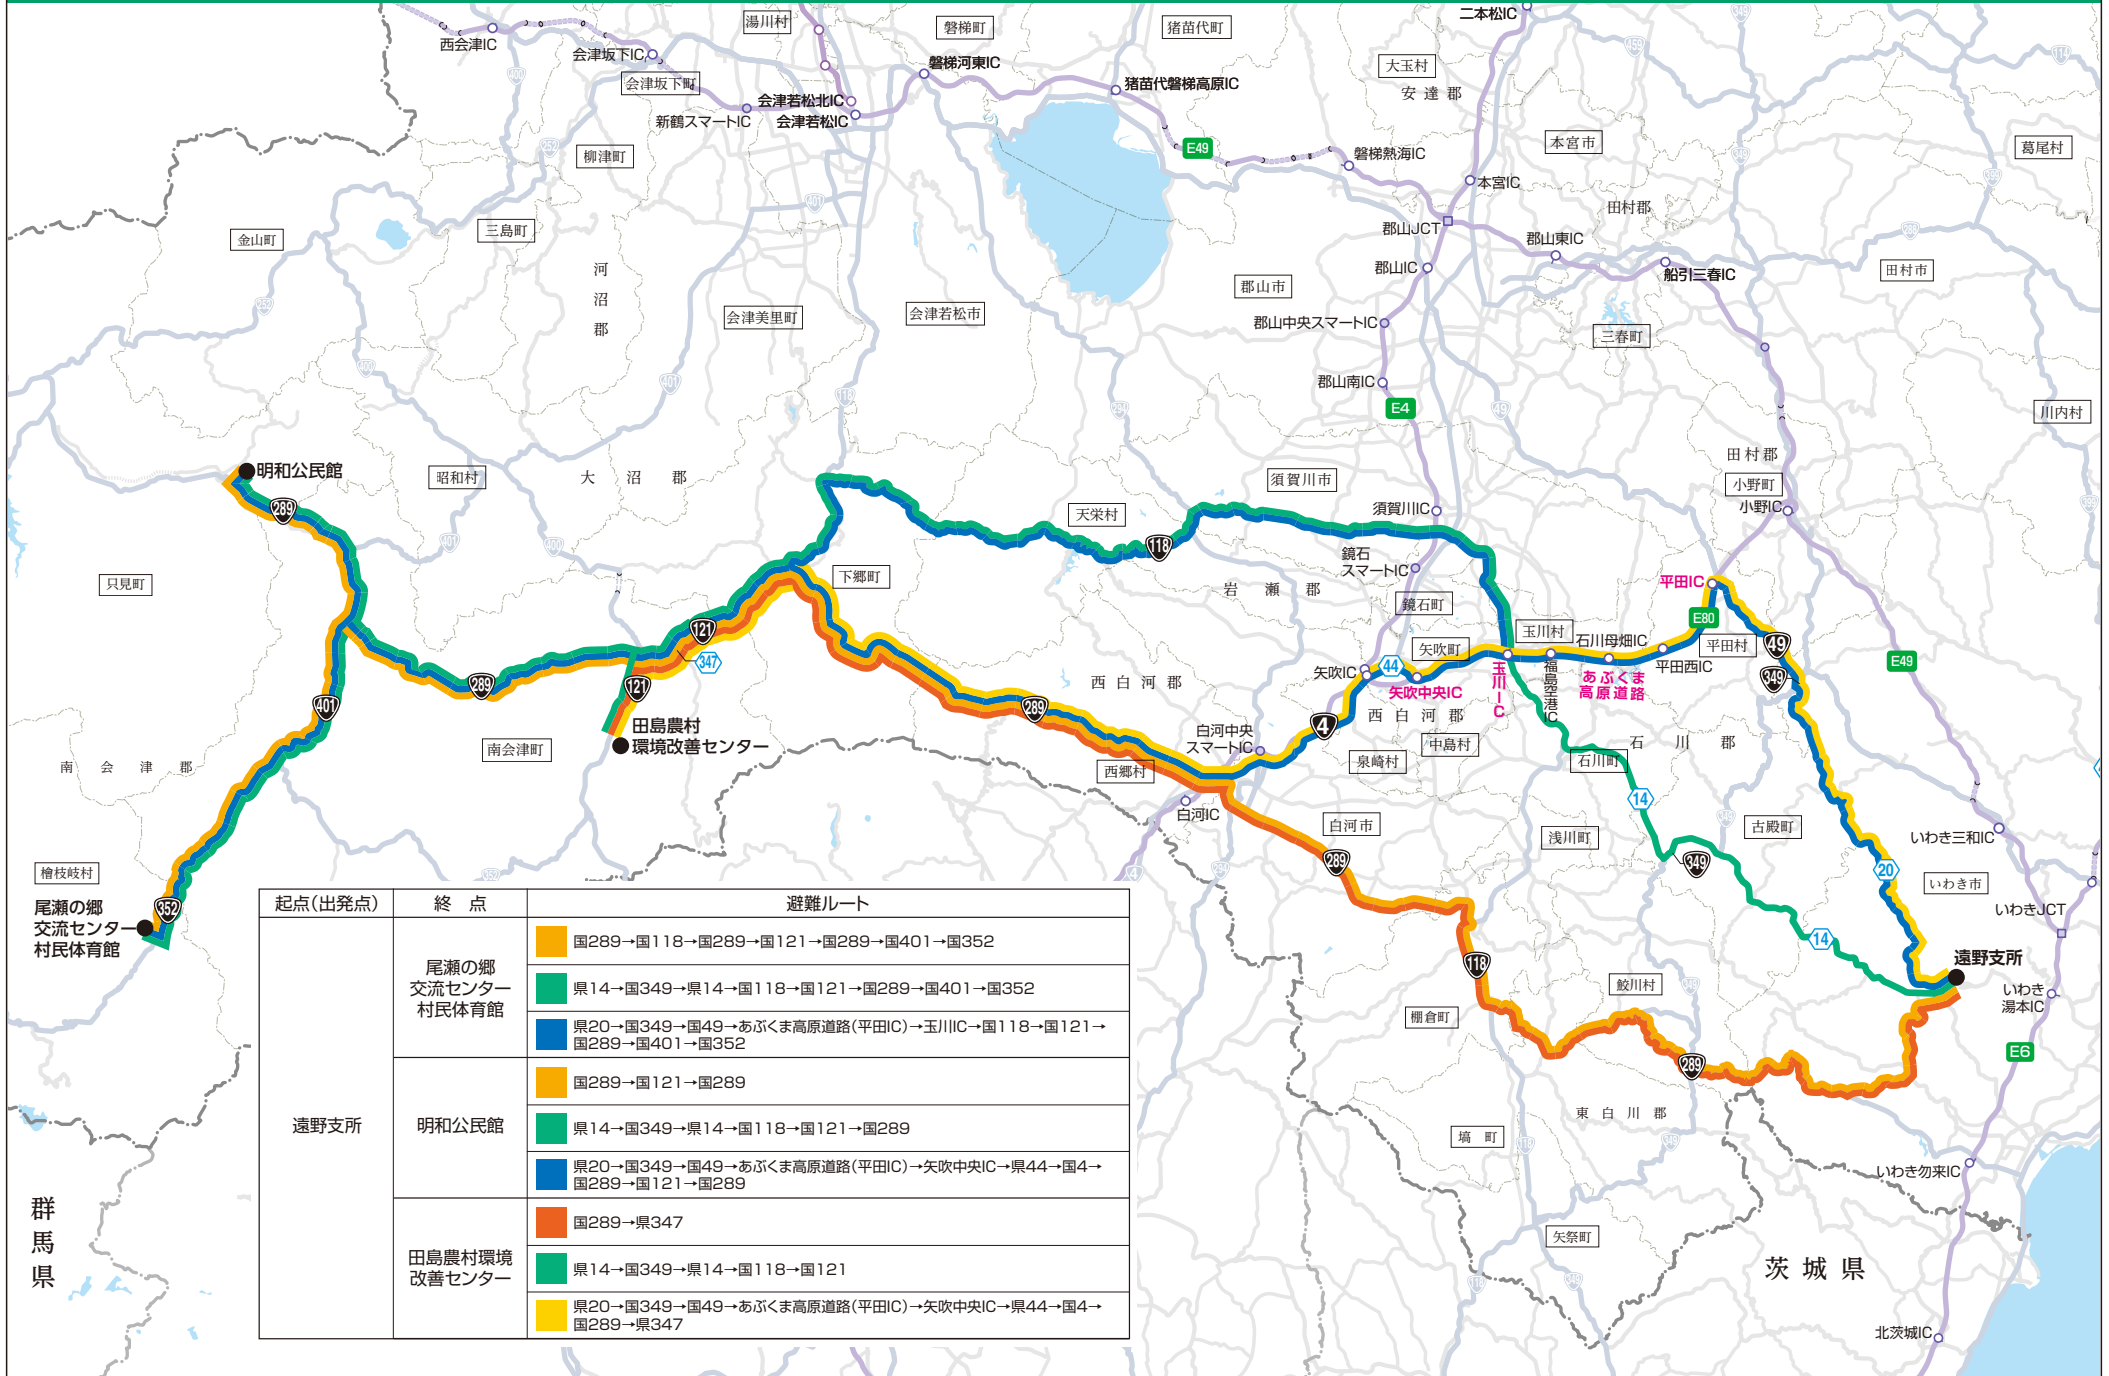 湯川村
磐梯町
猪苗代町
二本松IC
西会津IC
会津坂下IC
会津坂下町
磐梯河東IC
大玉村
安達郡
猪苗代磐梯高原IC
会津若松北IC
会津若松IC
新鶴スマートIC
柳津町
E49
磐梯熱海IC
本宮市
葛尾村
本宮IC
田村郡
金山町
三島町
河沼郡
郡山JCT
郡山東IC
郡山IC
船引三春IC
田村市
郡山市
会津美里町
会津若松市
郡山中央スマートIC
三春町
郡山南IC
E4
川内村
明和公民館
289
昭和村
大沼郡
天栄村
須賀川市
須賀川IC
田村郡
小野町
小野IC
118
鏡石
スマートIC
只見町
下郷町
岩瀬郡
鏡石町
平田IC
E80
121
347
玉川村
石川母畑IC
平田村
49
矢吹町
平田西IC
349
E49
矢吹IC
44
矢吹中央IC
玉川IC
福島空港IC
あぶくま
高原道路
289
121
西白河郡
401
田島農村
環境改善センター
289
4
西白河郡
白河中央
スマートIC
中島村
石川郡
南会津町
南会津郡
西郷村
泉崎村
石川町
14
白河IC
白河市
浅川町
古殿町
いわき三和IC
289
349
20
檜枝岐村
尾瀬の郷
交流センター
村民体育館
352
いわき市
いわきJCT
14
118
遠野支所
鮫川村
いわき
湯本IC
棚倉町
289
E6
東白川郡
塙町
いわき勿来IC
矢祭町
群馬県
茨城県
北茨城IC
起点(出発点) 終 点 避難ルート
遠野支所
尾瀬の郷
交流センター
村民体育館
国289→国118→国289→国121→国289→国401→国352
県14→国349→県14→国118→国121→国289→国401→国352
県20→国349→国49→あぶくま高原道路(平田IC)→玉川IC→国118→国121→
国289→国401→国352
明和公民館
国289→国121→国289
県14→国349→県14→国118→国121→国289
県20→国349→国49→あぶくま高原道路(平田IC)→矢吹中央IC→県44→国4→
国289→国121→国289
田島農村環境
改善センター
国289→県347
県14→国349→県14→国118→国121
県20→国349→国49→あぶくま高原道路(平田IC)→矢吹中央IC→県44→国4→
国289→県347